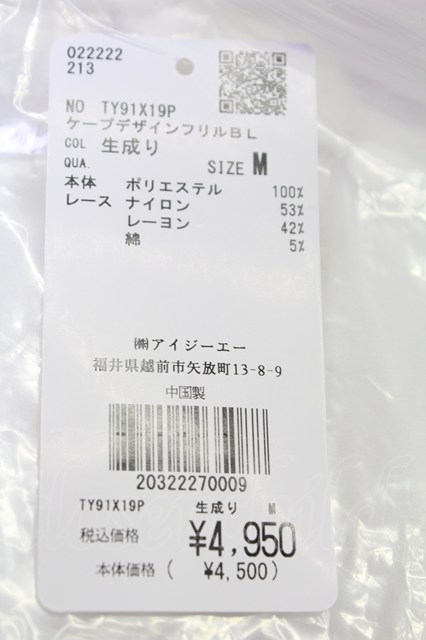 022222
213
NO TY91X19P
ケープデザインフリルBL
COL 生成り
QUA. SIZE M
本体 ポリエステル 100%
レース ナイロン 53%
レーヨン 42%
綿 5%
㈱アイジーエー
福井県越前市矢放町13-8-9
中国製
20322270009
TY91X19P 生成り M
税込価格 ¥4,950
本体価格( ¥4,500)